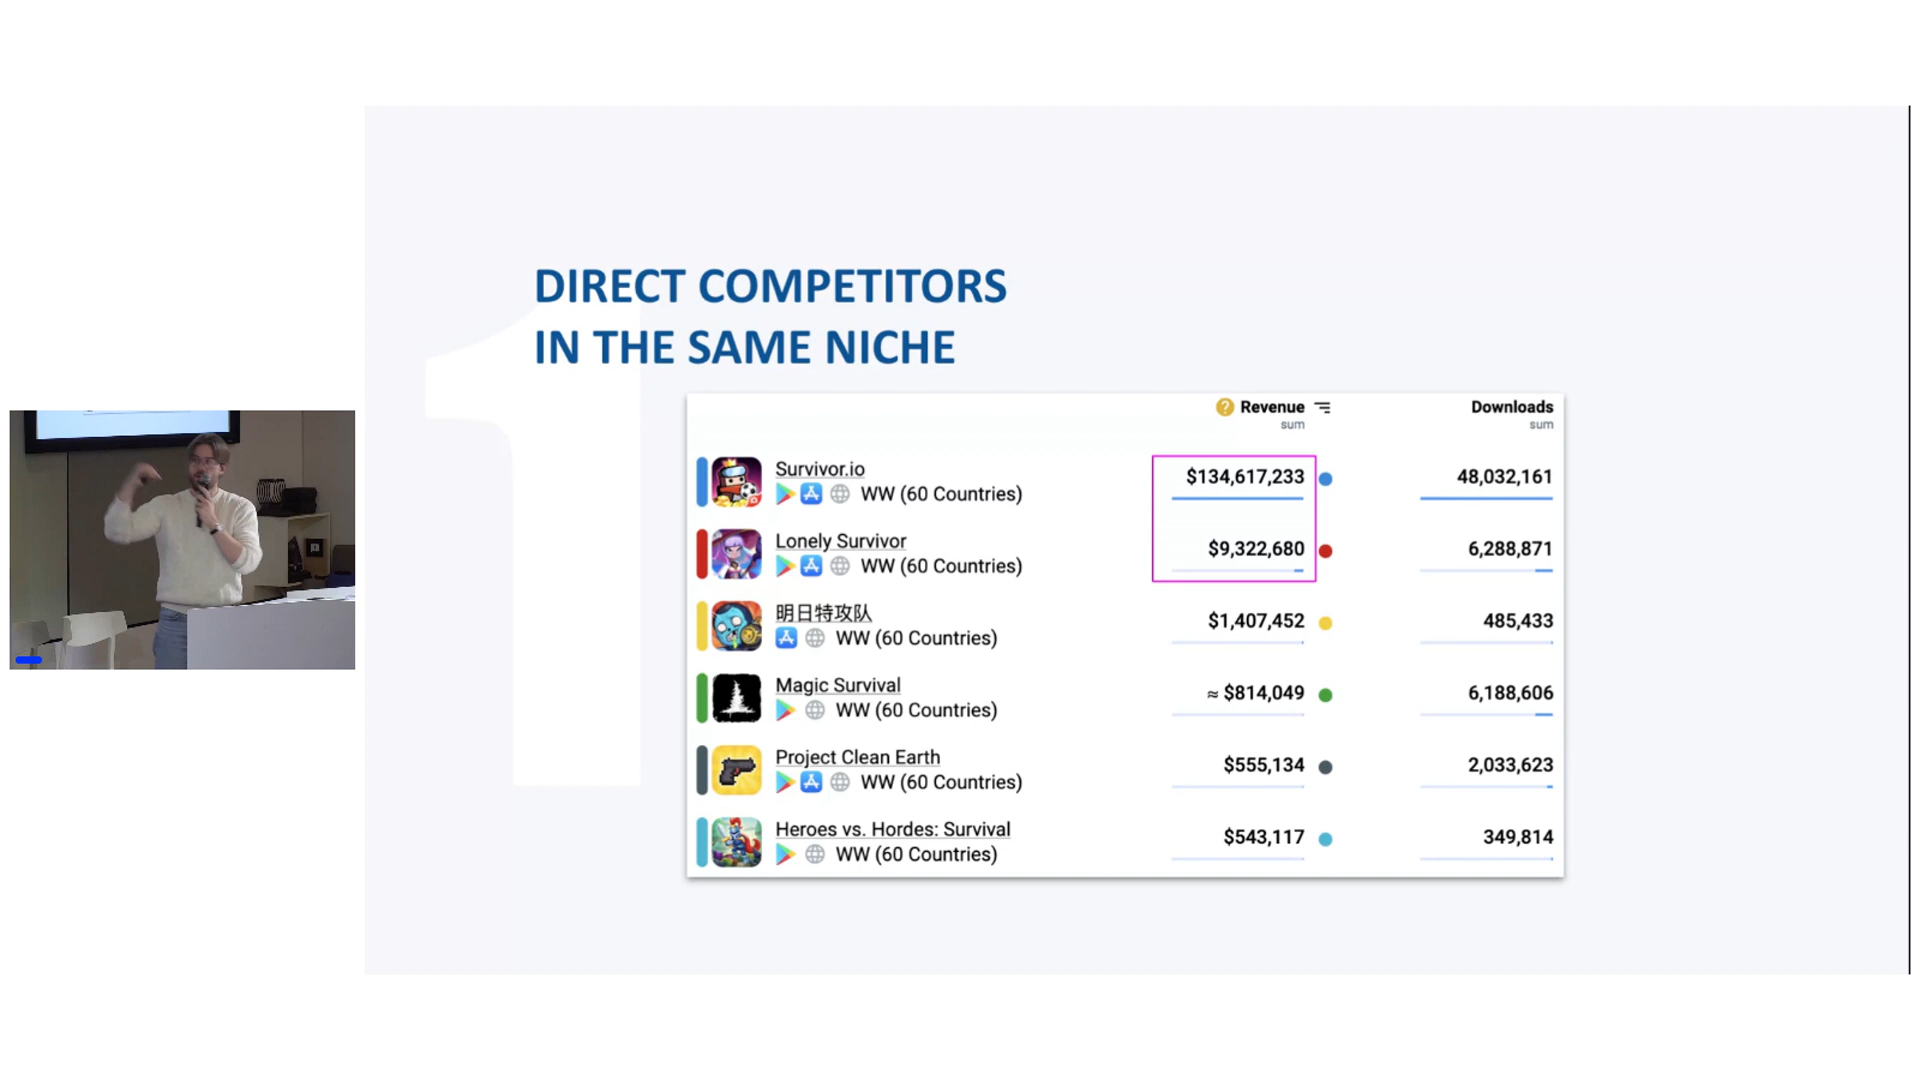 1
DIRECT COMPETITORS
IN THE SAME NICHE
? Revenue
sum
Downloads
sum
Survivor.io
WW (60 Countries)
$134,617,233
48,032,161
Lonely Survivor
WW (60 Countries)
$9,322,680
6,288,871
明日特攻队
WW (60 Countries)
$1,407,452
485,433
Magic Survival
WW (60 Countries)
≈ $814,049
6,188,606
Project Clean Earth
WW (60 Countries)
$555,134
2,033,623
Heroes vs. Hordes: Survival
WW (60 Countries)
$543,117
349,814